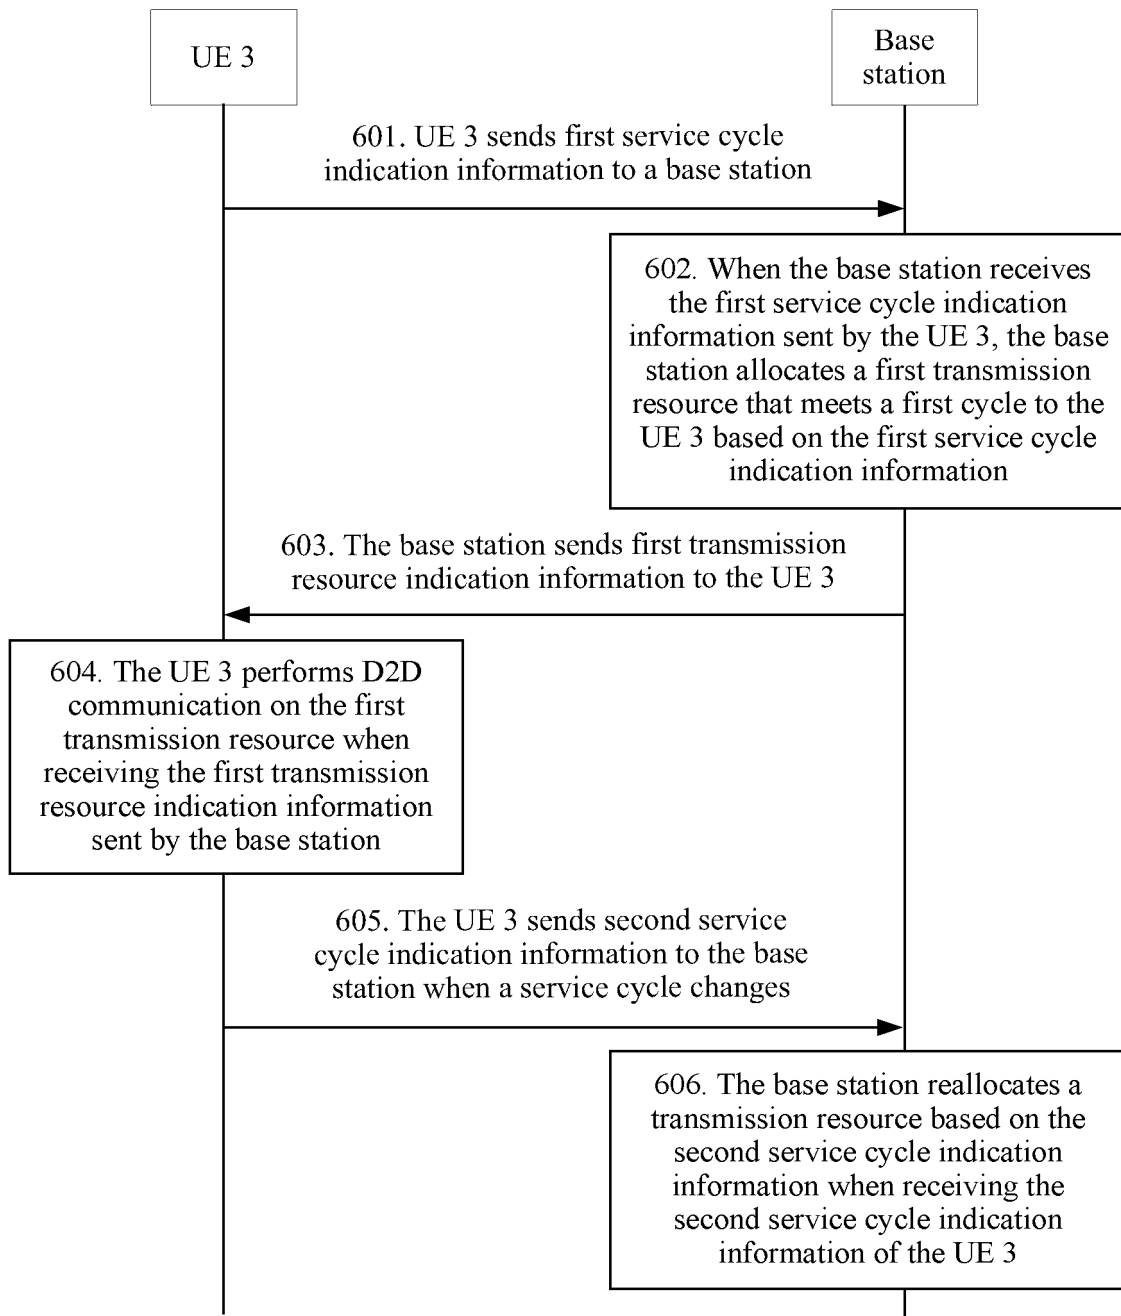 UE 3
Base
station
601. UE 3 sends first service cycle
indication information to a base station
602. When the base station receives
the first service cycle indication
information sent by the UE 3, the base
station allocates a first transmission
resource that meets a first cycle to the
UE 3 based on the first service cycle
indication information
603. The base station sends first transmission
resource indication information to the UE 3
604. The UE 3 performs D2D
communication on the first
transmission resource when
receiving the first transmission
resource indication information
sent by the base station
605. The UE 3 sends second service
cycle indication information to the base
station when a service cycle changes
606. The base station reallocates a
transmission resource based on the
second service cycle indication
information when receiving the
second service cycle indication
information of the UE 3